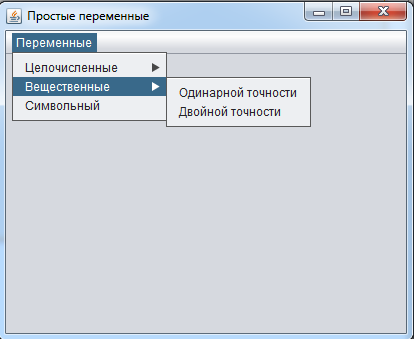 Простые переменные
Переменные
Целочисленные
Вещественные
Символьный
Одинарной точности
Двойной точности